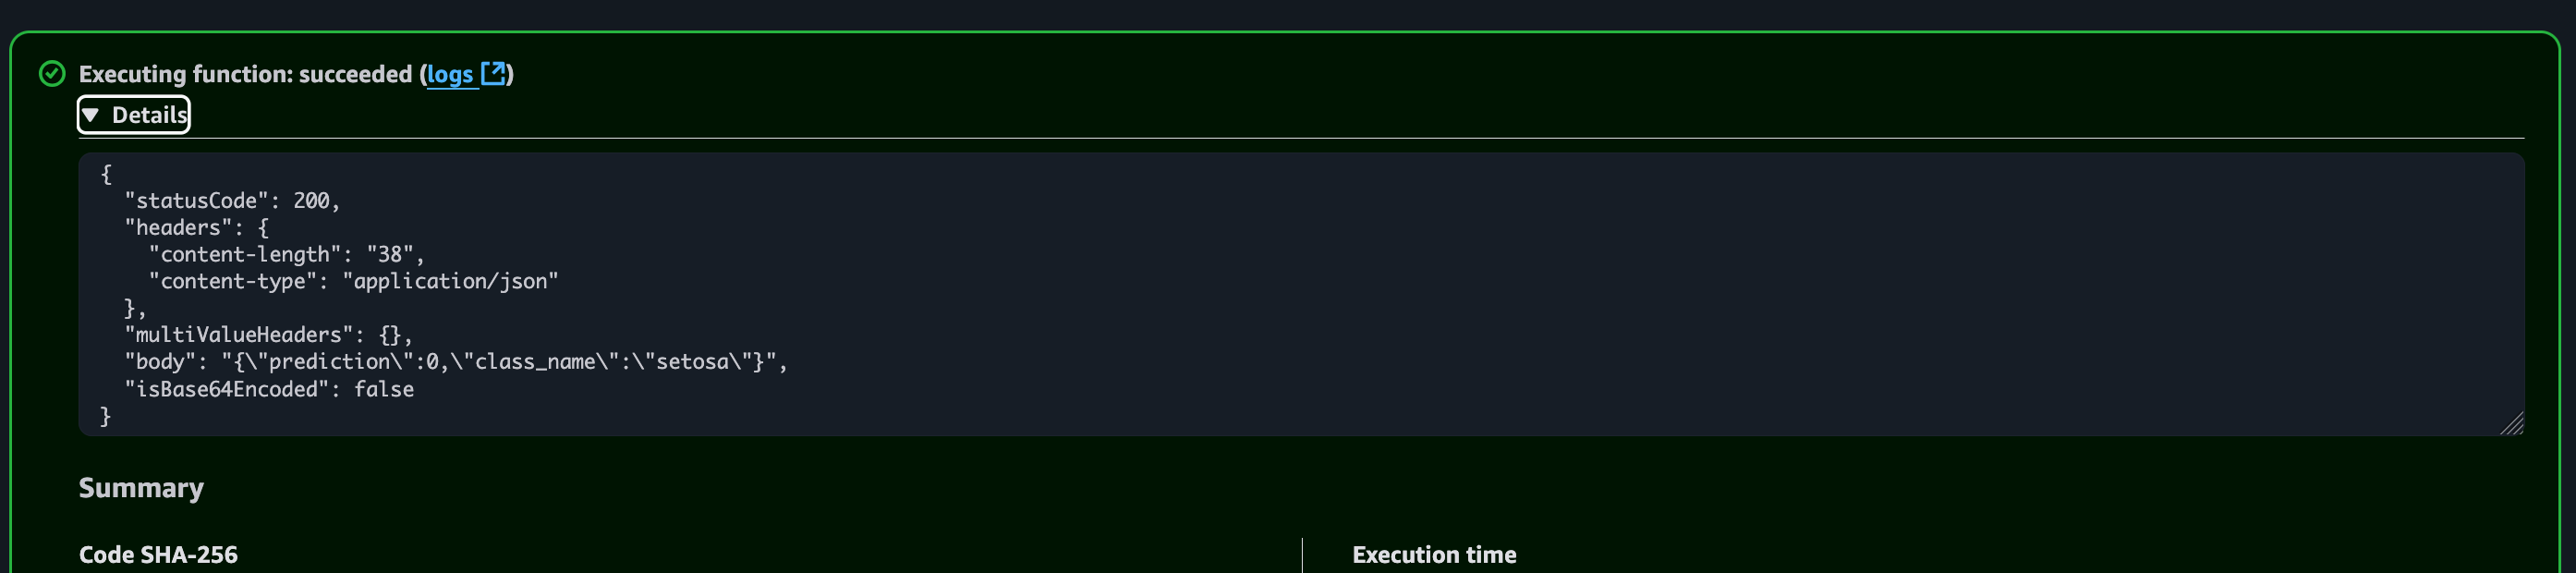 Executing function: succeeded (logs)
Details
{
  "statusCode": 200,
  "headers": {
    "content-length": "38",
    "content-type": "application/json"
  },
  "multiValueHeaders": {},
  "body": "{\"prediction\":0,\"class_name\":\"setosa\"}",
  "isBase64Encoded": false
}
Summary
Code SHA-256
Execution time